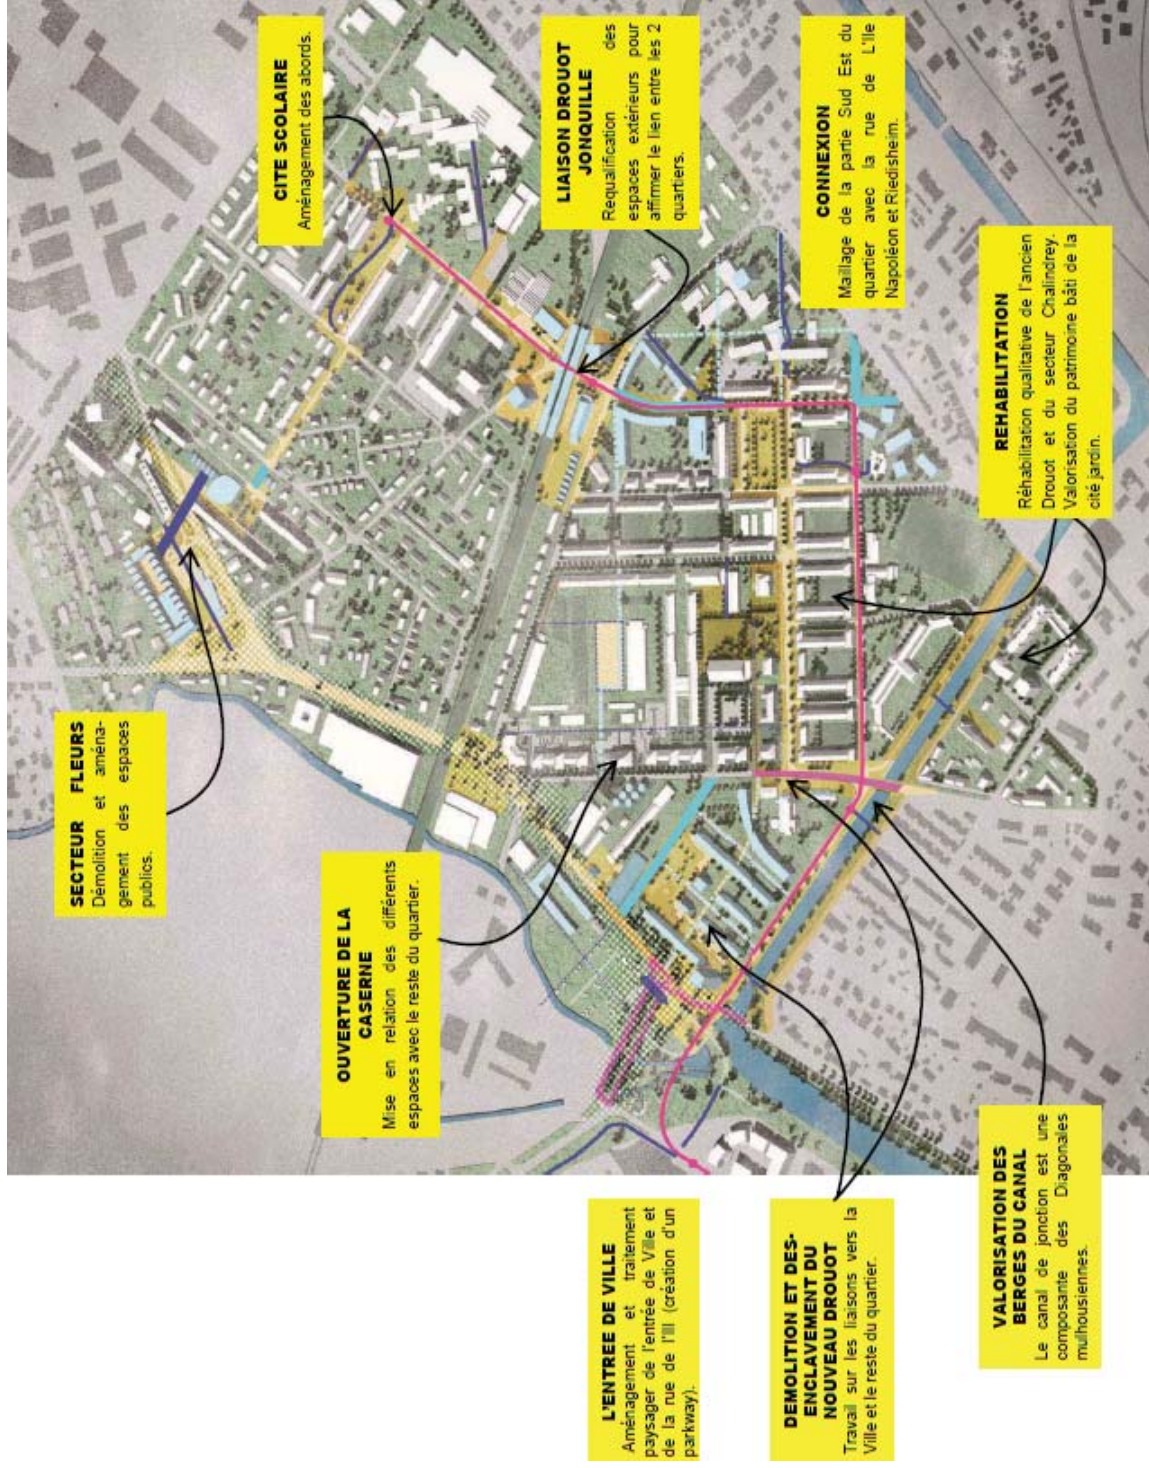 CITE SCOLAIRE
Aménagement des abords.
LIAISON DROUOT
JONQUILLE
Requalification des
espaces extérieurs pour
affirmer le lien entre les 2
quartiers.
CONNEXION
Maillage de la partie Sud Est du
quartier avec la rue de L'Ile
Napoléon et Riedisheim.
REHABILITATION
Réhabilitation qualitative de l'ancien
Drouot et du secteur Chalindrey.
Valorisation du patrimoine bâti de la
cité jardin.
SECTEUR FLEURS
Démolition et aména-
gement des espaces
publics.
OUVERTURE DE LA
CASERNE
Mise en relation des différents
espaces avec le reste du quartier.
L'ENTREE DE VILLE
Aménagement et traitement
paysager de l'entrée de Ville et
de la rue de l'Ill (création d'un
parkway).
DEMOLITION ET DES-
ENCLAVEMENT DU
NOUVEAU DROUOT
Travail sur les liaisons vers la
Ville et le reste du quartier.
VALORISATION DES
BERGES DU CANAL
Le canal de jonction est une
composante des Diagonales
mulhousiennes.